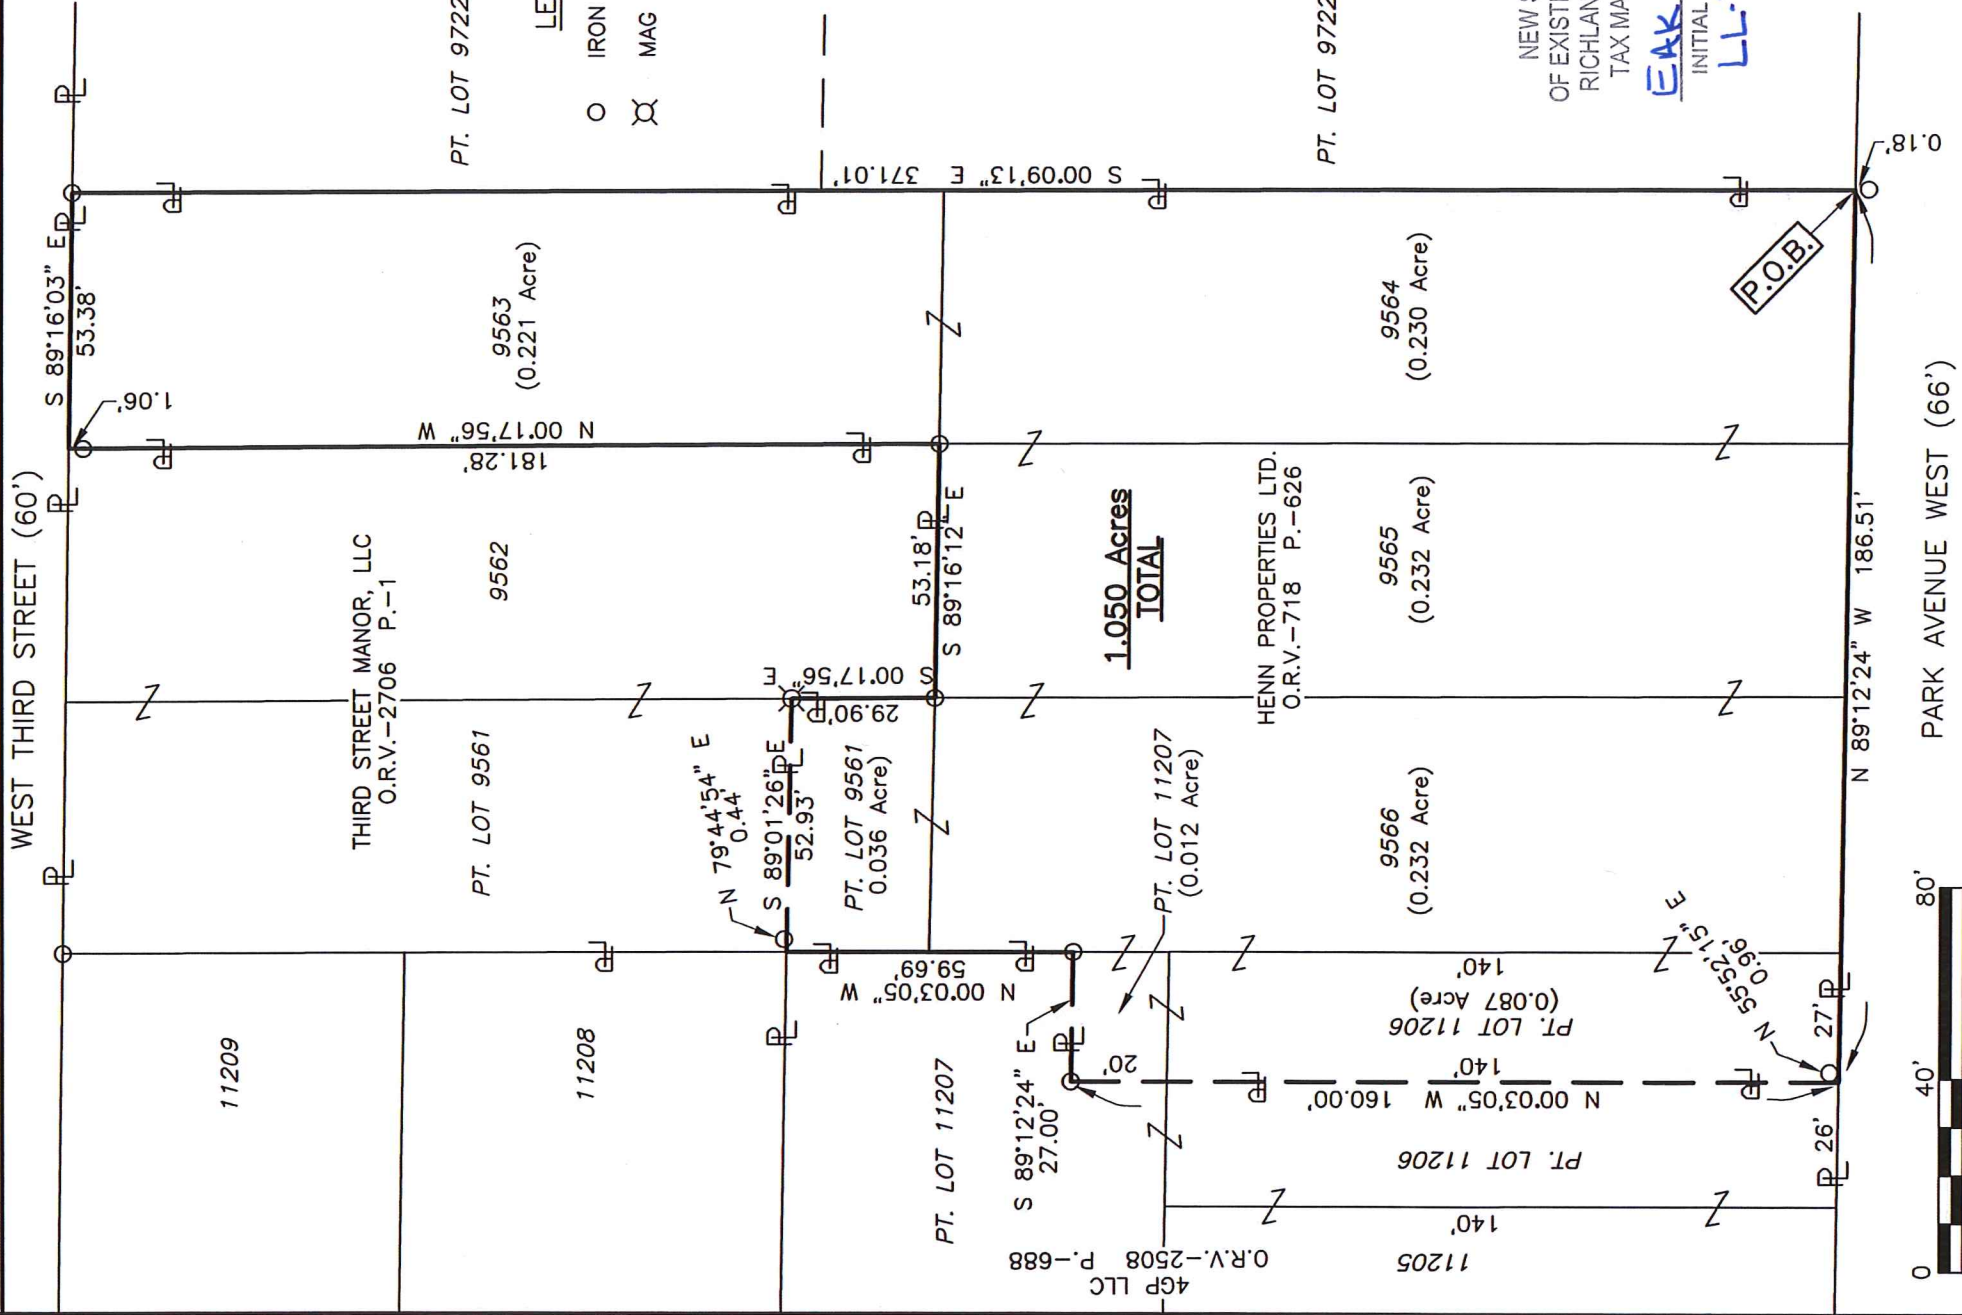 WEST THIRD STREET (60')
PARK AVENUE WEST (66')
S 89°16'03" E
53.38'
1.06'
N 00°17'56" W
181.28'
S 00°09'13" E 371.01'
PT. LOT 9722
PT. LOT 9722
LE
IRON
MAG
NEW S
OF EXISTI
RICHLAN
TAX MA
EAK
INITIAL
LL.
0.18'
P.O.B.
9563
(0.221 Acre)
9564
(0.230 Acre)
9562
THIRD STREET MANOR, LLC
O.R.V.-2706 P.-1
PT. LOT 9561
53.18'
S 89°16'12" E
S 00°17'56" E
29.90'
1.050 Acres
TOTAL
HENN PROPERTIES LTD.
O.R.V.-718 P.-626
9565
(0.232 Acre)
9566
(0.232 Acre)
N 79°44'54" E
0.44'
S 89°01'26" E
52.93'
PT. LOT 9561
0.036 Acre)
PT. LOT 11207
(0.012 Acre)
N 00°03'05" W
59.69'
11209
11208
PT. LOT 11207
S 89°12'24" E
27.00'
20'
140'
PT. LOT 11206
(0.087 Acre)
140'
N 00°03'05" W 160.00'
PT. LOT 11206
140'
11205
4GP LLC
O.R.V.-2508 P.-688
N 55°52'15" E
0.96'
27'
26'
N 89°12'24" W 186.51'
0 40' 80'